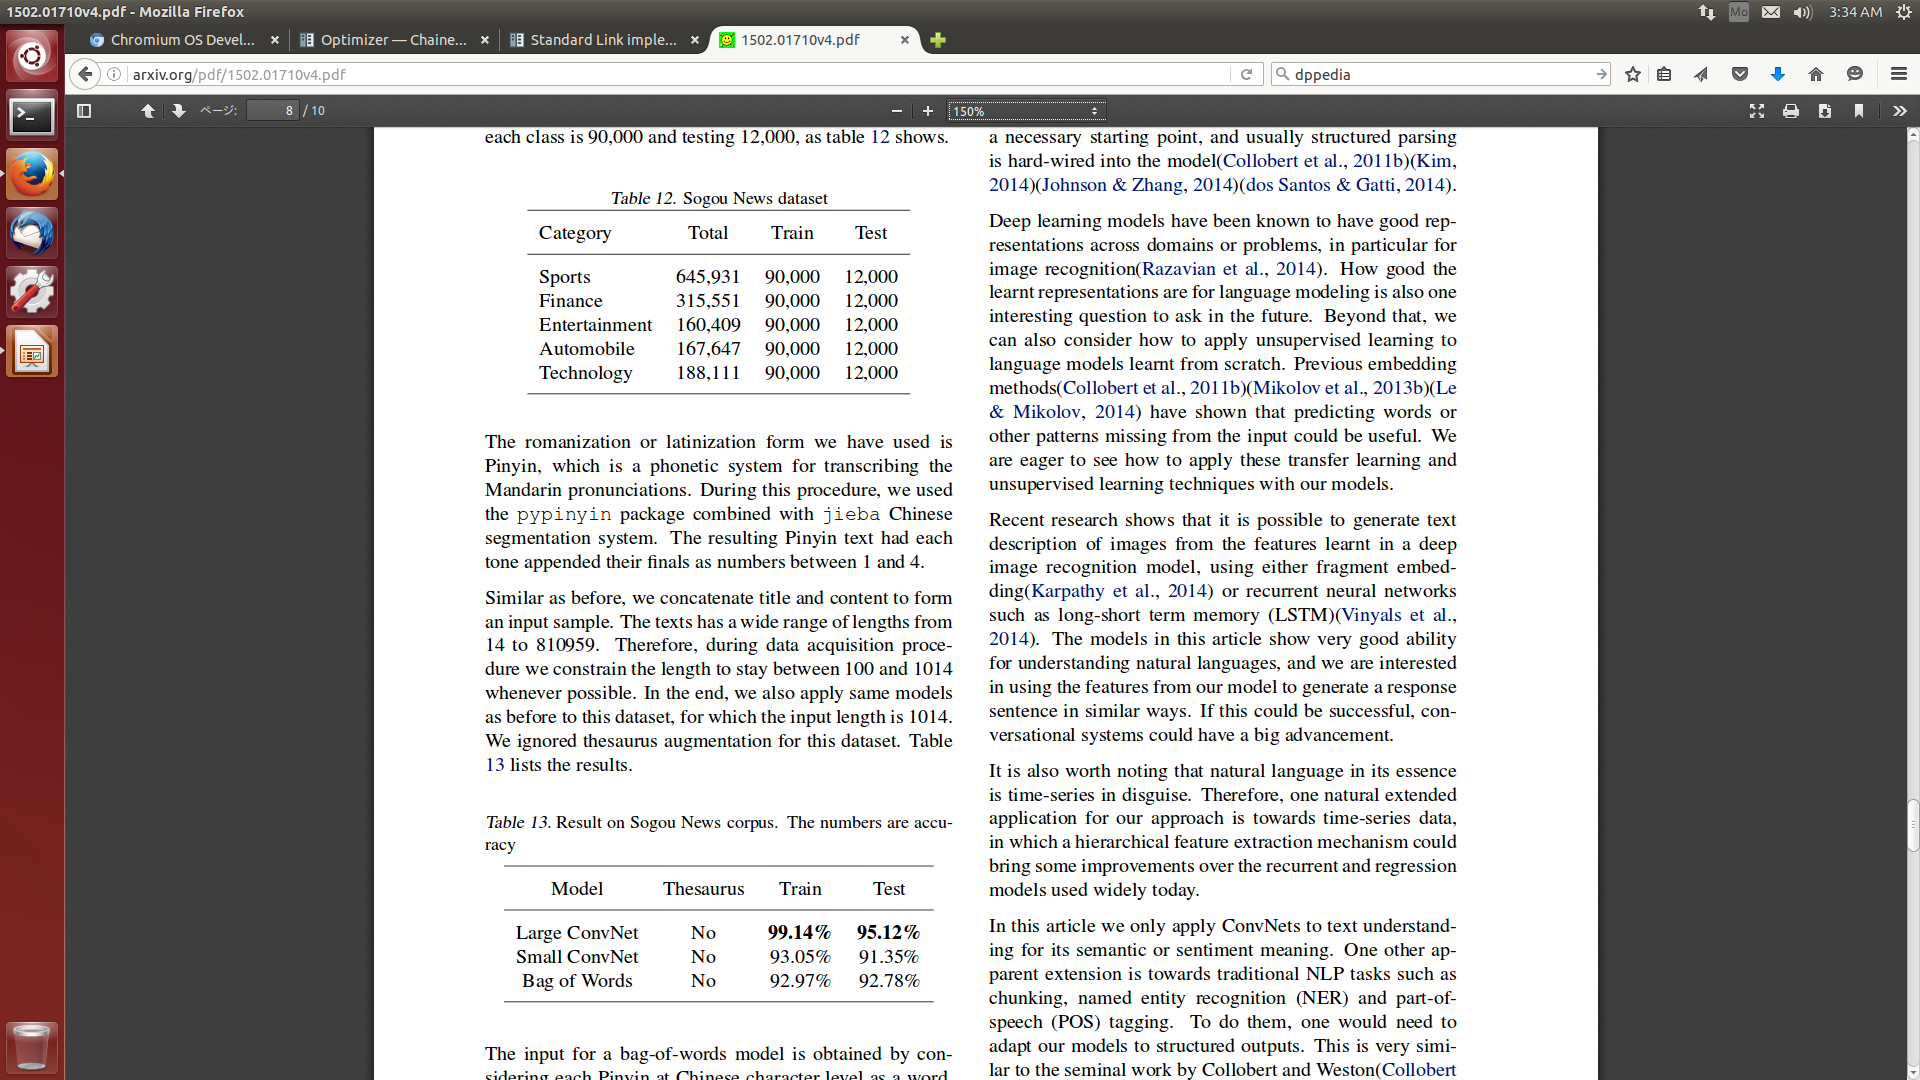 1502.01710v4.pdf - Mozilla Firefox
Mo
3:34 AM
Chromium OS Devel...
Optimizer — Chaine...
Standard Link imple...
1502.01710v4.pdf
arxiv.org/pdf/1502.01710v4.pdf
dppedia
ページ: 8 / 10
150%
each class is 90,000 and testing 12,000, as table 12 shows.
Table 12. Sogou News dataset
Category Total Train Test
Sports 645,931 90,000 12,000
Finance 315,551 90,000 12,000
Entertainment 160,409 90,000 12,000
Automobile 167,647 90,000 12,000
Technology 188,111 90,000 12,000
The romanization or latinization form we have used is
Pinyin, which is a phonetic system for transcribing the
Mandarin pronunciations. During this procedure, we used
the pypinyin package combined with jieba Chinese
segmentation system. The resulting Pinyin text had each
tone appended their finals as numbers between 1 and 4.
Similar as before, we concatenate title and content to form
an input sample. The texts has a wide range of lengths from
14 to 810959. Therefore, during data acquisition proce-
dure we constrain the length to stay between 100 and 1014
whenever possible. In the end, we also apply same models
as before to this dataset, for which the input length is 1014.
We ignored thesaurus augmentation for this dataset. Table
13 lists the results.
Table 13. Result on Sogou News corpus. The numbers are accu-
racy
Model Thesaurus Train Test
Large ConvNet No 99.14% 95.12%
Small ConvNet No 93.05% 91.35%
Bag of Words No 92.97% 92.78%
The input for a bag-of-words model is obtained by con-
sidering each Pinyin at Chinese character level as a word.
a necessary starting point, and usually structured parsing
is hard-wired into the model(Collobert et al., 2011b)(Kim,
2014)(Johnson & Zhang, 2014)(dos Santos & Gatti, 2014).
Deep learning models have been known to have good rep-
resentations across domains or problems, in particular for
image recognition(Razavian et al., 2014). How good the
learnt representations are for language modeling is also one
interesting question to ask in the future. Beyond that, we
can also consider how to apply unsupervised learning to
language models learnt from scratch. Previous embedding
methods(Collobert et al., 2011b)(Mikolov et al., 2013b)(Le
& Mikolov, 2014) have shown that predicting words or
other patterns missing from the input could be useful. We
are eager to see how to apply these transfer learning and
unsupervised learning techniques with our models.
Recent research shows that it is possible to generate text
description of images from the features learnt in a deep
image recognition model, using either fragment embed-
ding(Karpathy et al., 2014) or recurrent neural networks
such as long-short term memory (LSTM)(Vinyals et al.,
2014). The models in this article show very good ability
for understanding natural languages, and we are interested
in using the features from our model to generate a response
sentence in similar ways. If this could be successful, con-
versational systems could have a big advancement.
It is also worth noting that natural language in its essence
is time-series in disguise. Therefore, one natural extended
application for our approach is towards time-series data,
in which a hierarchical feature extraction mechanism could
bring some improvements over the recurrent and regression
models used widely today.
In this article we only apply ConvNets to text understand-
ing for its semantic or sentiment meaning. One other ap-
parent extension is towards traditional NLP tasks such as
chunking, named entity recognition (NER) and part-of-
speech (POS) tagging. To do them, one would need to
adapt our models to structured outputs. This is very simi-
lar to the seminal work by Collobert and Weston(Collobert